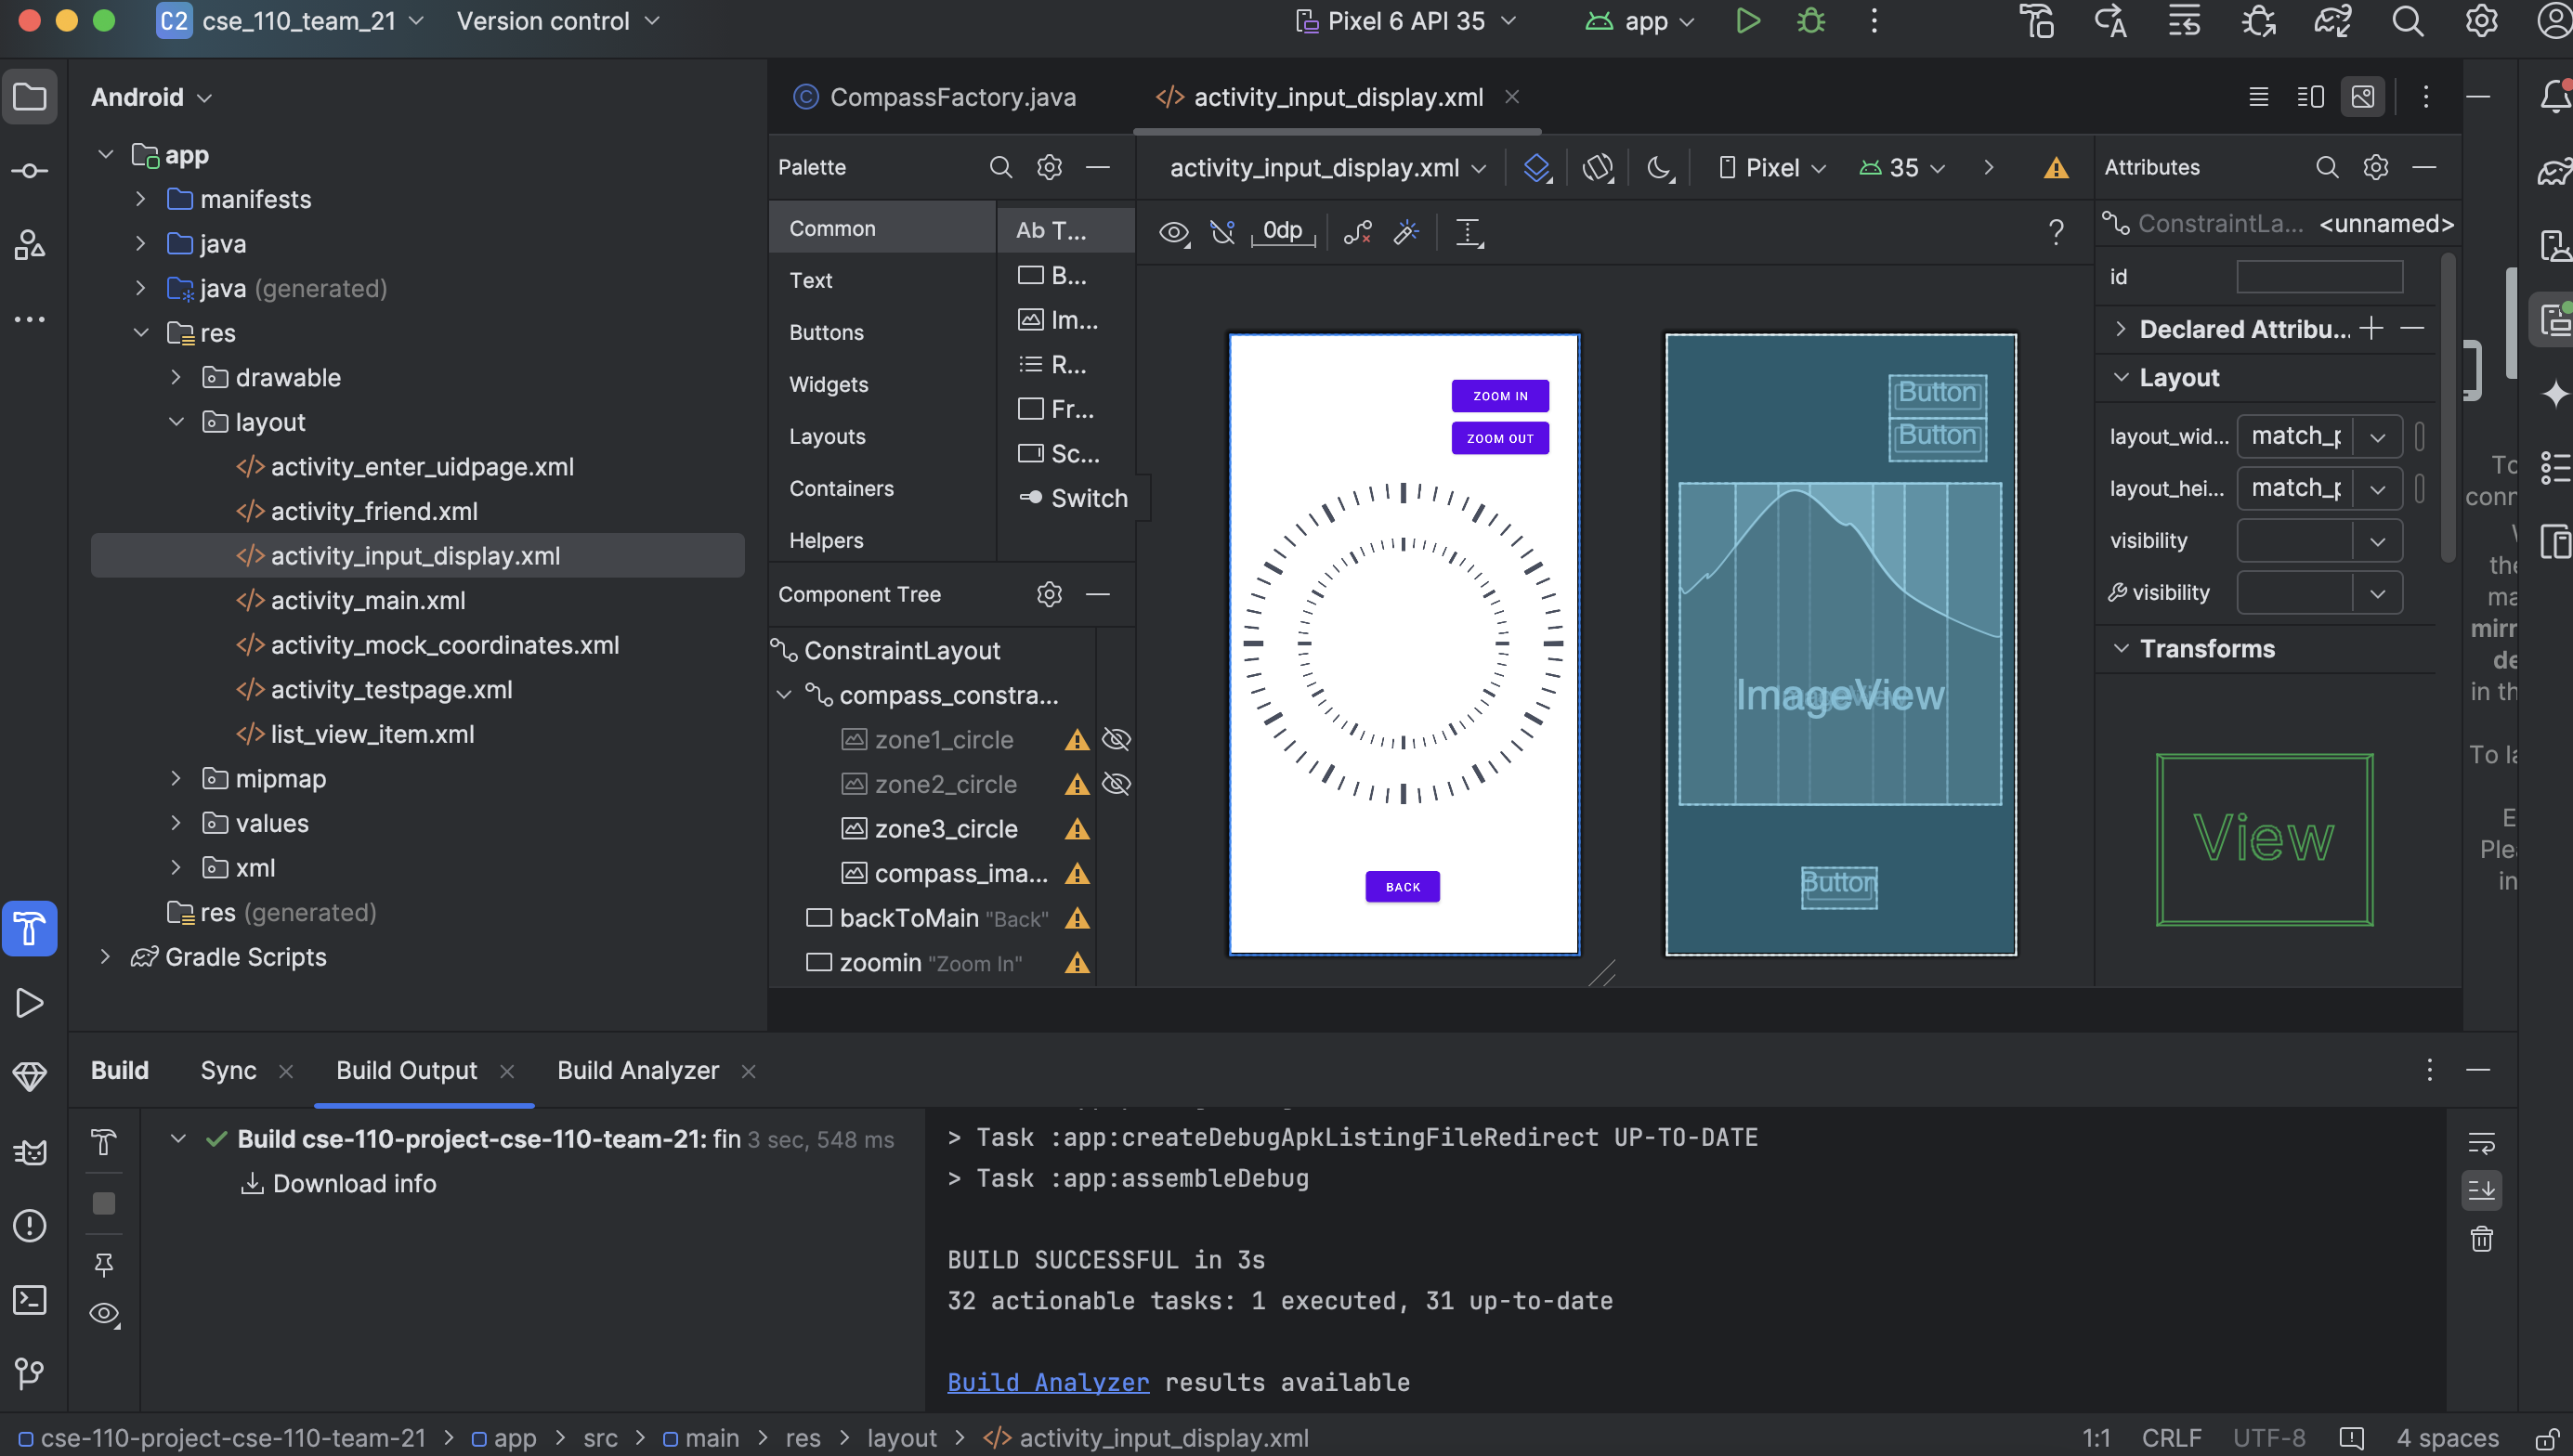 C2 cse_110_team_21 Version control Pixel 6 API 35 app
Android
app
manifests
java
java (generated)
res
drawable
layout
activity_enter_uidpage.xml
activity_friend.xml
activity_input_display.xml
activity_main.xml
activity_mock_coordinates.xml
activity_testpage.xml
list_view_item.xml
mipmap
values
xml
res (generated)
Gradle Scripts
CompassFactory.java activity_input_display.xml
Palette
Common
Text
Buttons
Widgets
Layouts
Containers
Helpers
Ab T...
B...
Im...
R...
Fr...
Sc...
Switch
Component Tree
ConstraintLayout
compass_constra...
zone1_circle
zone2_circle
zone3_circle
compass_ima...
backToMain "Back"
zoomin "Zoom In"
activity_input_display.xml Pixel 35
0dp ?
ZOOM IN
ZOOM OUT
BACK
Button
Button
ImageView
Button
Attributes
ConstraintLa... <unnamed>
id
Declared Attribu...
Layout
layout_wid... match_p
layout_hei... match_p
visibility
visibility
Transforms
View
To
conn
the
ma
mirr
de
in th
To la
E
Plea
in
Build Sync Build Output Build Analyzer
Build cse-110-project-cse-110-team-21: fin 3 sec, 548 ms
Download info
> Task :app:createDebugApkListingFileRedirect UP-TO-DATE
> Task :app:assembleDebug
BUILD SUCCESSFUL in 3s
32 actionable tasks: 1 executed, 31 up-to-date
Build Analyzer results available
cse-110-project-cse-110-team-21 > app > src > main > res > layout > activity_input_display.xml 1:1 CRLF UTF-8 4 spaces